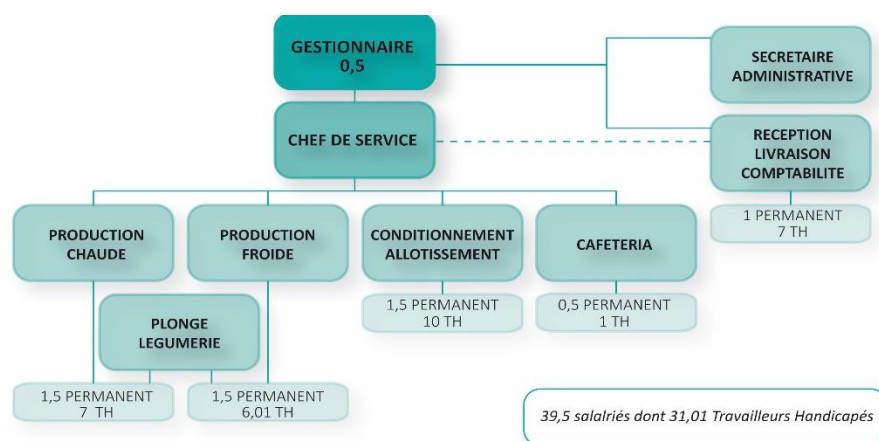 GESTIONNAIRE
0,5
SECRETAIRE
ADMINISTRATIVE
CHEF DE SERVICE
RECEPTION
LIVRAISON
COMPTABILITE
1 PERMANENT
7 TH
PRODUCTION
CHAUDE
PRODUCTION
FROIDE
CONDITIONNEMENT
ALLOTISSEMENT
CAFETERIA
1,5 PERMANENT
10 TH
0,5 PERMANENT
1 TH
PLONGE
LEGUMERIE
1,5 PERMANENT
7 TH
1,5 PERMANENT
6,01 TH
39,5 salalriés dont 31,01 Travailleurs Handicapés